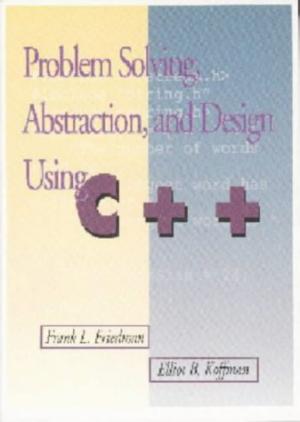 Problem Solving,
Abstraction, and Design
Using
C++
Frank L. Friedman
Elliot B. Koffman